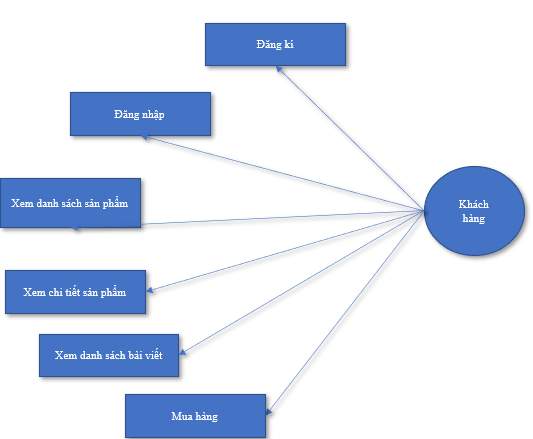 Đăng kí
Đăng nhập
Xem danh sách sản phẩm
Khách
hàng
Xem chi tiết sản phẩm
Xem danh sách bài viết
Mua hàng